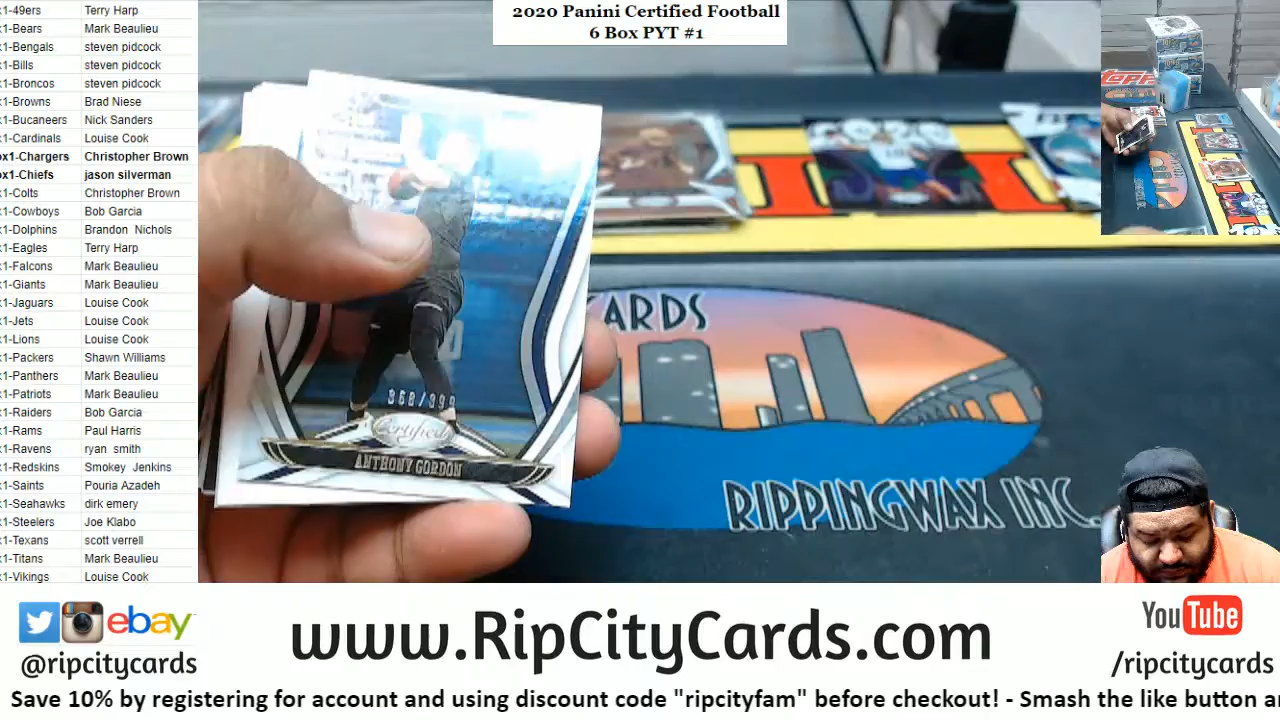 2020 Panini Certified Football
6 Box PYT #1
x1-49ers Terry Harp
x1-Bears Mark Beaulieu
x1-Bengals steven pidcock
x1-Bills steven pidcock
x1-Broncos steven pidcock
x1-Browns Brad Niese
x1-Bucaneers Nick Sanders
x1-Cardinals Louise Cook
ox1-Chargers Christopher Brown
ox1-Chiefs jason silverman
x1-Colts Christopher Brown
x1-Cowboys Bob Garcia
x1-Dolphins Brandon Nichols
x1-Eagles Terry Harp
x1-Falcons Mark Beaulieu
x1-Giants Mark Beaulieu
x1-Jaguars Louise Cook
x1-Jets Louise Cook
x1-Lions Louise Cook
x1-Packers Shawn Williams
x1-Panthers Mark Beaulieu
x1-Patriots Mark Beaulieu
x1-Raiders Bob Garcia
x1-Rams Paul Harris
x1-Ravens ryan smith
x1-Redskins Smokey Jenkins
x1-Saints Pouria Azadeh
x1-Seahawks dirk emery
x1-Steelers Joe Klabo
x1-Texans scott verrell
x1-Titans Mark Beaulieu
x1-Vikings Louise Cook
368/999
Certified
ANTHONY GORDON
CARDS
RIPPINGWAX INC.
TOPPS
ebay
@ripcitycards
www.RipCityCards.com
YouTube
/ripcitycards
Save 10% by registering for account and using discount code "ripcityfam" before checkout! - Smash the like button an